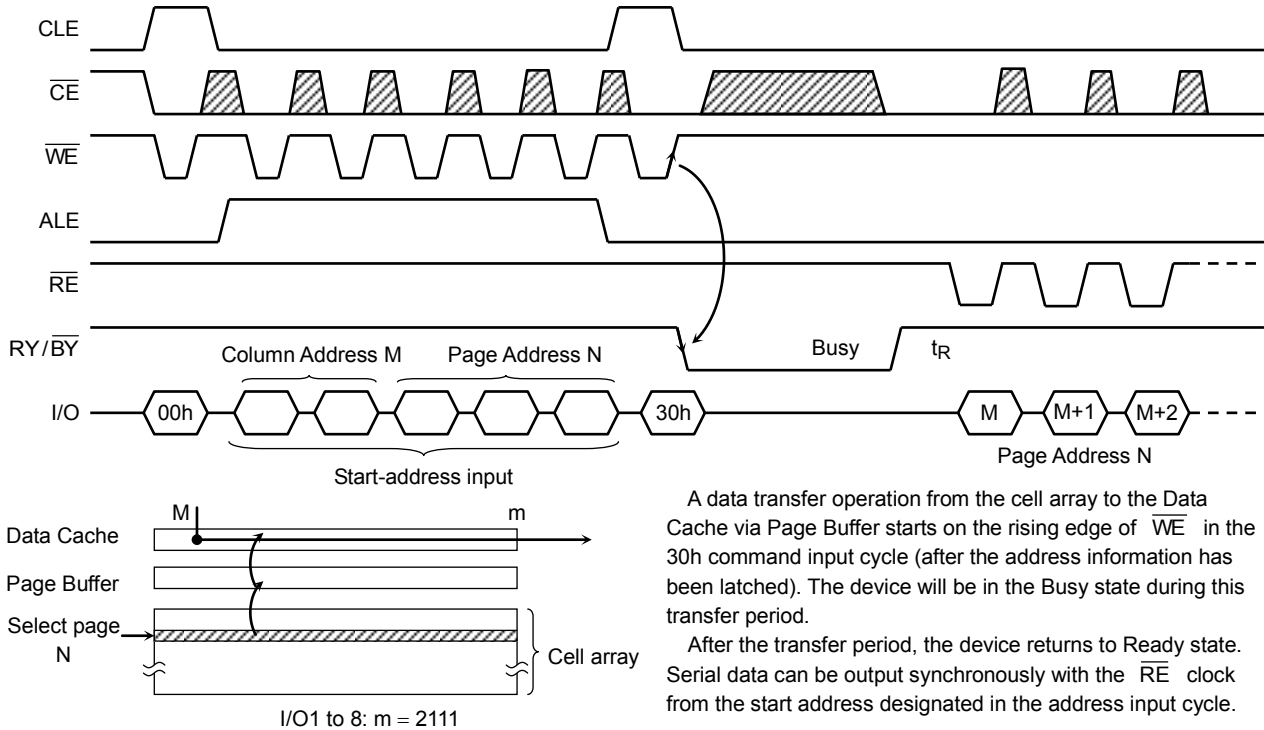 CLE
CE
WE
ALE
RE
RY/BY
Busy tR
Column Address M Page Address N
I/O 00h 30h M M+1 M+2
Start-address input
Page Address N
M m
Data Cache
Page Buffer
Select page
N
Cell array
I/O1 to 8: m = 2111
A data transfer operation from the cell array to the Data
Cache via Page Buffer starts on the rising edge of WE in the
30h command input cycle (after the address information has
been latched). The device will be in the Busy state during this
transfer period.
After the transfer period, the device returns to Ready state.
Serial data can be output synchronously with the RE clock
from the start address designated in the address input cycle.